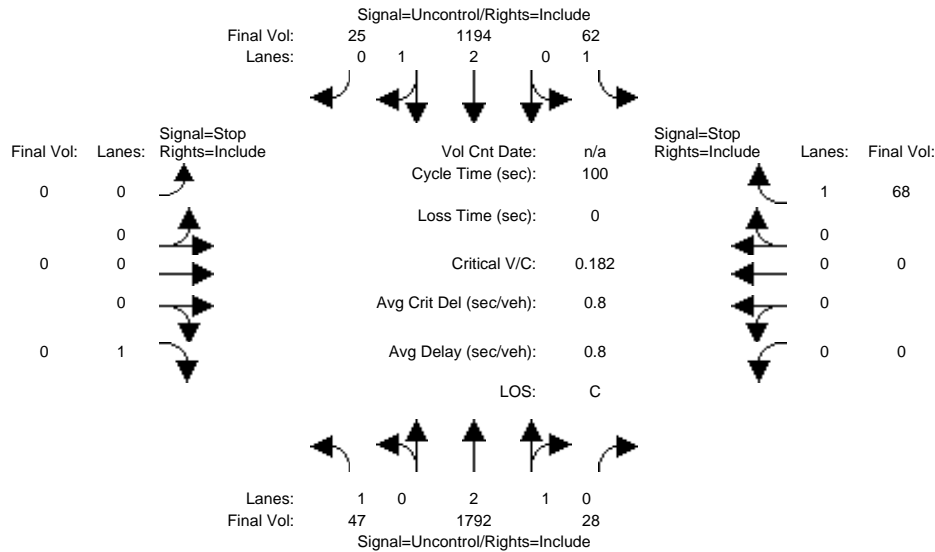 Signal=Uncontrol/Rights=Include
Final Vol: 25 1194 62
Lanes: 0 1 2 0 1
Signal=Stop
Final Vol: Lanes: Rights=Include
Vol Cnt Date: n/a
Signal=Stop
Rights=Include Lanes: Final Vol:
Cycle Time (sec): 100
0 0
1 68
Loss Time (sec): 0
0
0
0 0
Critical V/C: 0.182
0 0
0
Avg Crit Del (sec/veh): 0.8
0
0 1
Avg Delay (sec/veh): 0.8
0 0
LOS: C
Lanes: 1 0 2 1 0
Final Vol: 47 1792 28
Signal=Uncontrol/Rights=Include